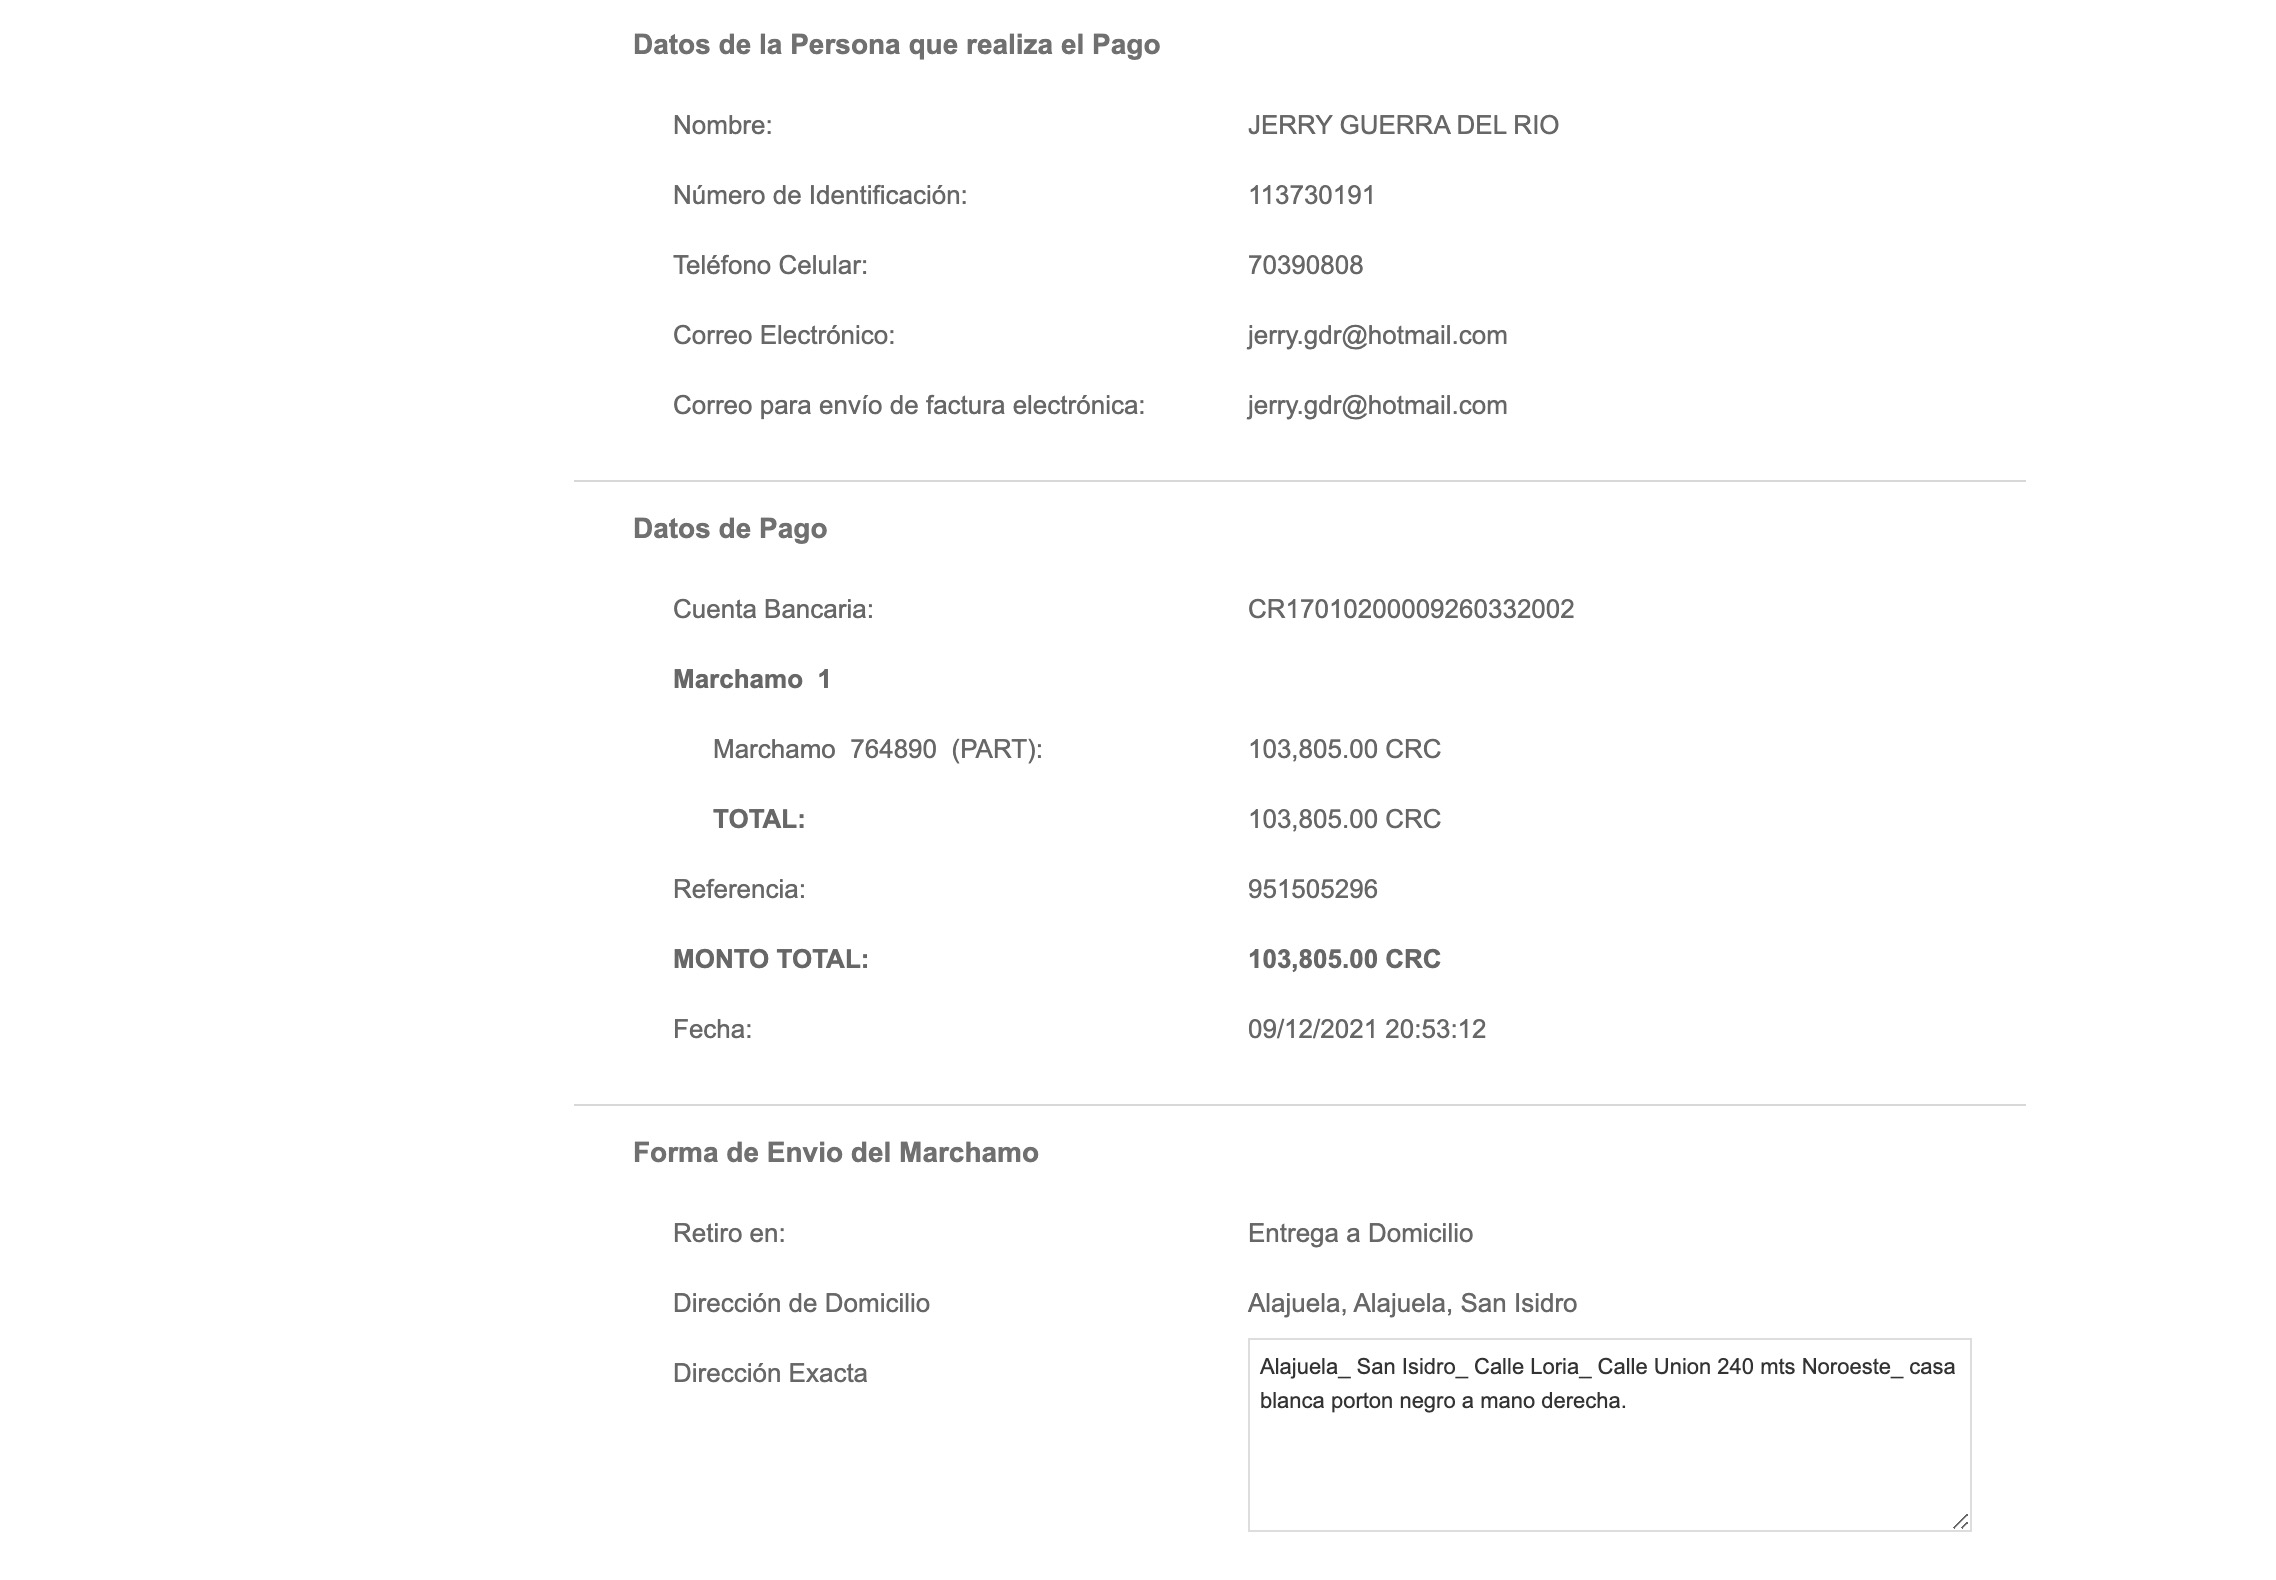 Datos de la Persona que realiza el Pago
Nombre: JERRY GUERRA DEL RIO
Número de Identificación: 113730191
Teléfono Celular: 70390808
Correo Electrónico: jerry.gdr@hotmail.com
Correo para envío de factura electrónica: jerry.gdr@hotmail.com
Datos de Pago
Cuenta Bancaria: CR17010200009260332002
Marchamo 1
Marchamo 764890 (PART): 103,805.00 CRC
TOTAL: 103,805.00 CRC
Referencia: 951505296
MONTO TOTAL: 103,805.00 CRC
Fecha: 09/12/2021 20:53:12
Forma de Envio del Marchamo
Retiro en: Entrega a Domicilio
Dirección de Domicilio Alajuela, Alajuela, San Isidro
Dirección Exacta Alajuela_ San Isidro_ Calle Loria_ Calle Union 240 mts Noroeste_ casa
blanca porton negro a mano derecha.